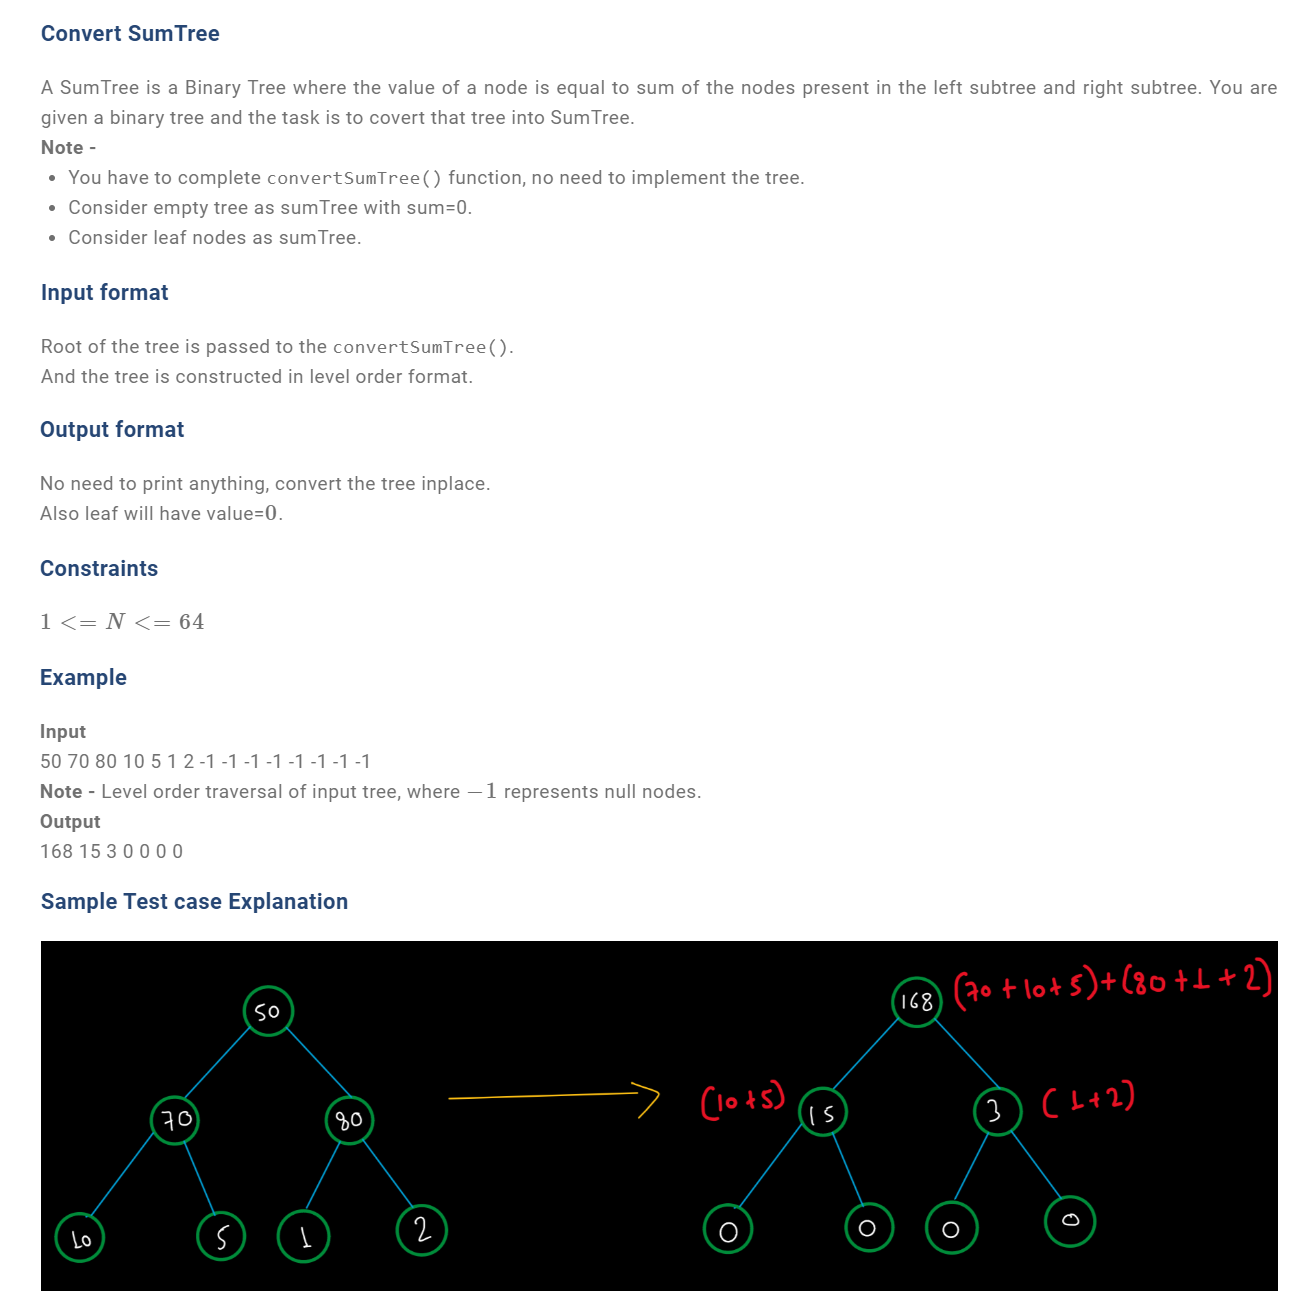 Convert SumTree
A SumTree is a Binary Tree where the value of a node is equal to sum of the nodes present in the left subtree and right subtree. You are
given a binary tree and the task is to covert that tree into SumTree.
Note -
• You have to complete convertSumTree() function, no need to implement the tree.
• Consider empty tree as sumTree with sum=0.
• Consider leaf nodes as sumTree.
Input format
Root of the tree is passed to the convertSumTree().
And the tree is constructed in level order format.
Output format
No need to print anything, convert the tree inplace.
Also leaf will have value=0.
Constraints
1 <= N <= 64
Example
Input
50 70 80 10 5 1 2 -1 -1 -1 -1 -1 -1 -1 -1
Note - Level order traversal of input tree, where −1 represents null nodes.
Output
168 15 3 0 0 0 0
Sample Test case Explanation
50
168 (70+10+5)+(80+1+2)
70 80
(10+5) 15 3 (1+2)
10 5 1 2
0 0 0 0